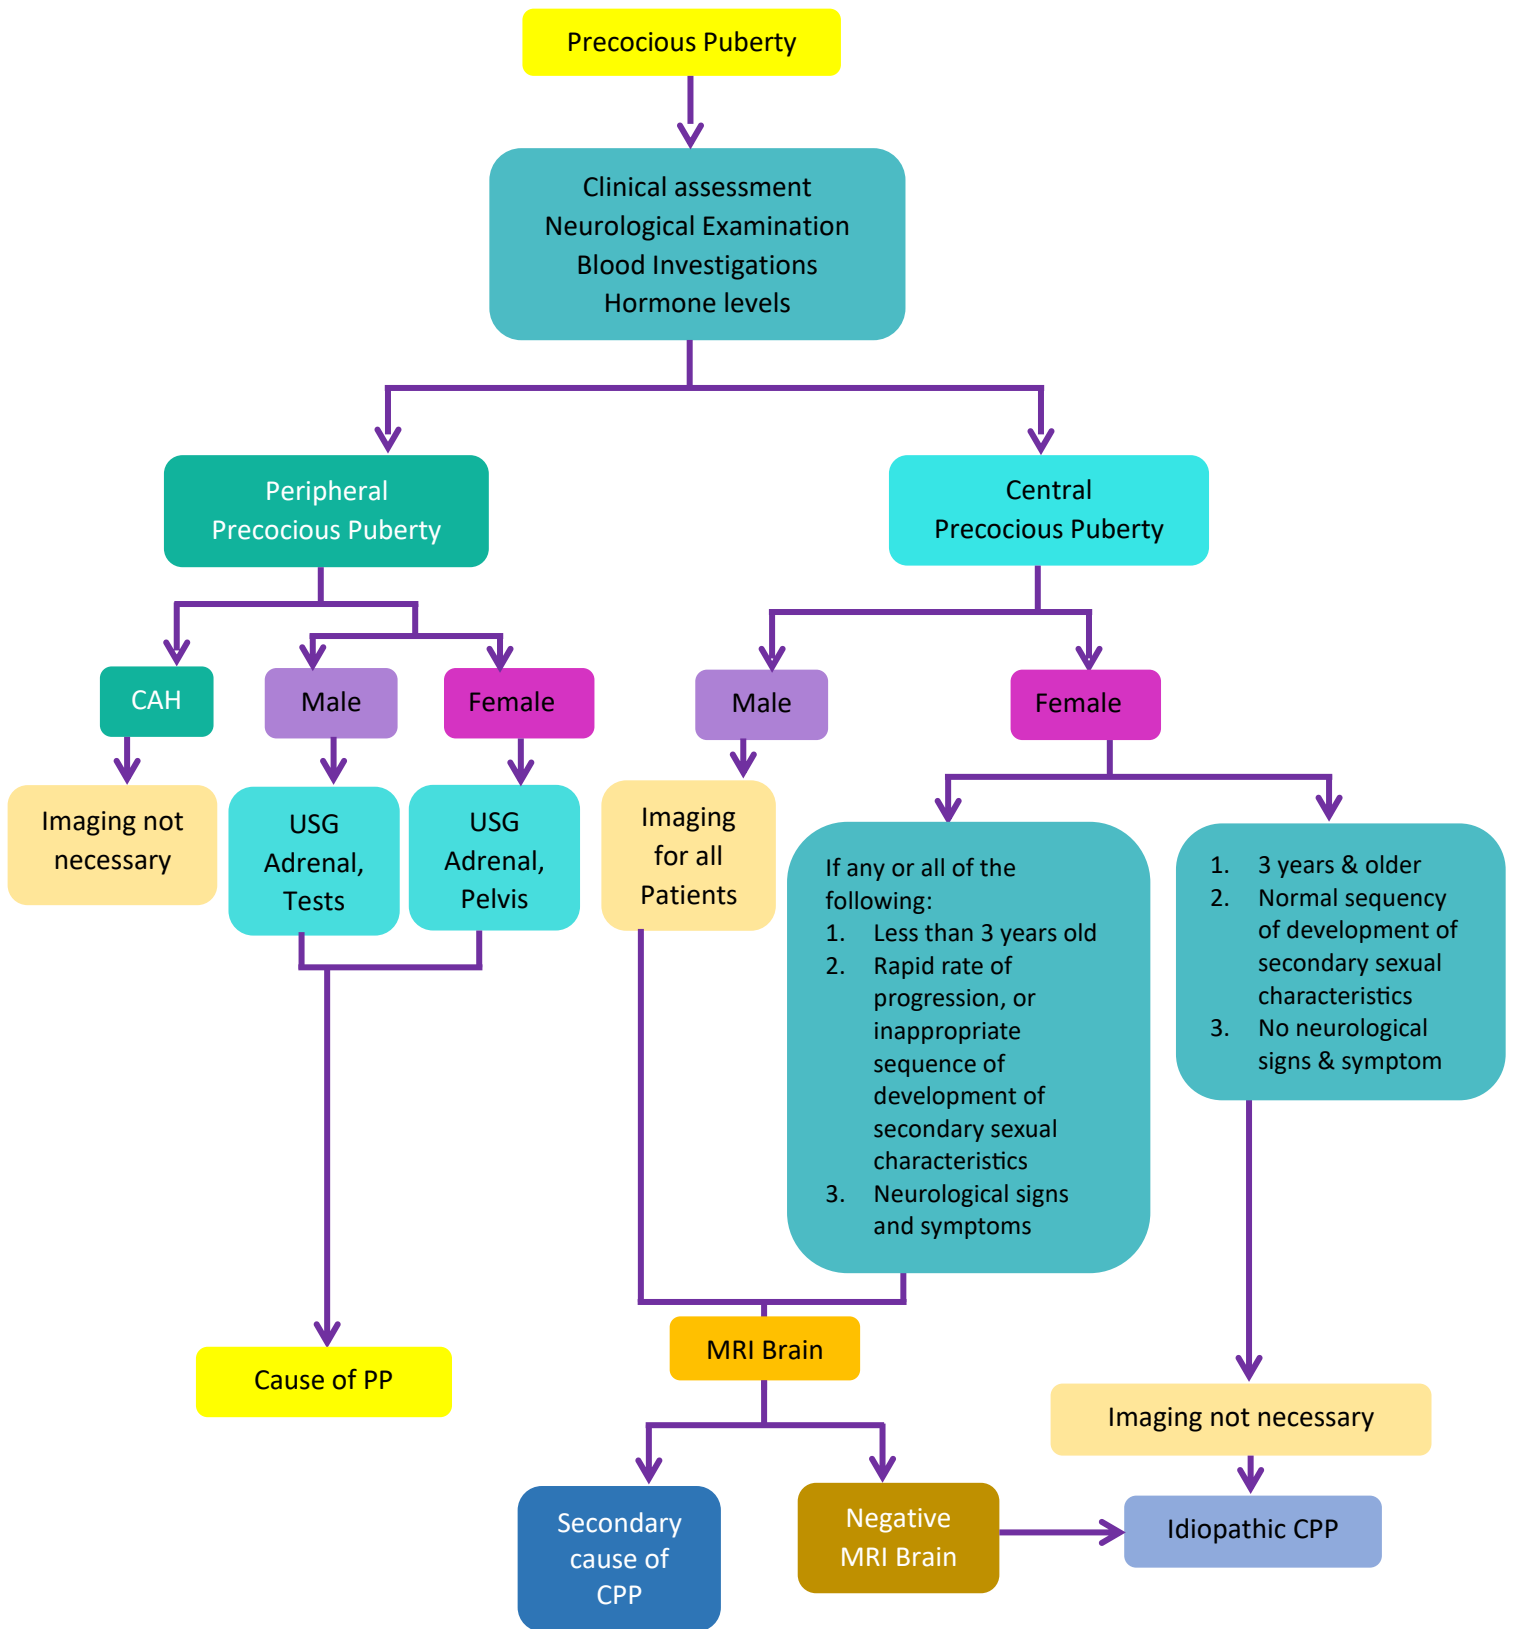 Precocious Puberty
Clinical assessment
Neurological Examination
Blood Investigations
Hormone levels
Peripheral
Precocious Puberty
Central
Precocious Puberty
CAH
Male
Female
Male
Female
Imaging not
necessary
USG
Adrenal,
Tests
USG
Adrenal,
Pelvis
Imaging
for all
Patients
If any or all of the
following:
1. Less than 3 years old
2. Rapid rate of
progression, or
inappropriate
sequence of
development of
secondary sexual
characteristics
3. Neurological signs
and symptoms
1. 3 years & older
2. Normal sequency
of development of
secondary sexual
characteristics
3. No neurological
signs & symptom
MRI Brain
Cause of PP
Imaging not necessary
Secondary
cause of
CPP
Negative
MRI Brain
Idiopathic CPP